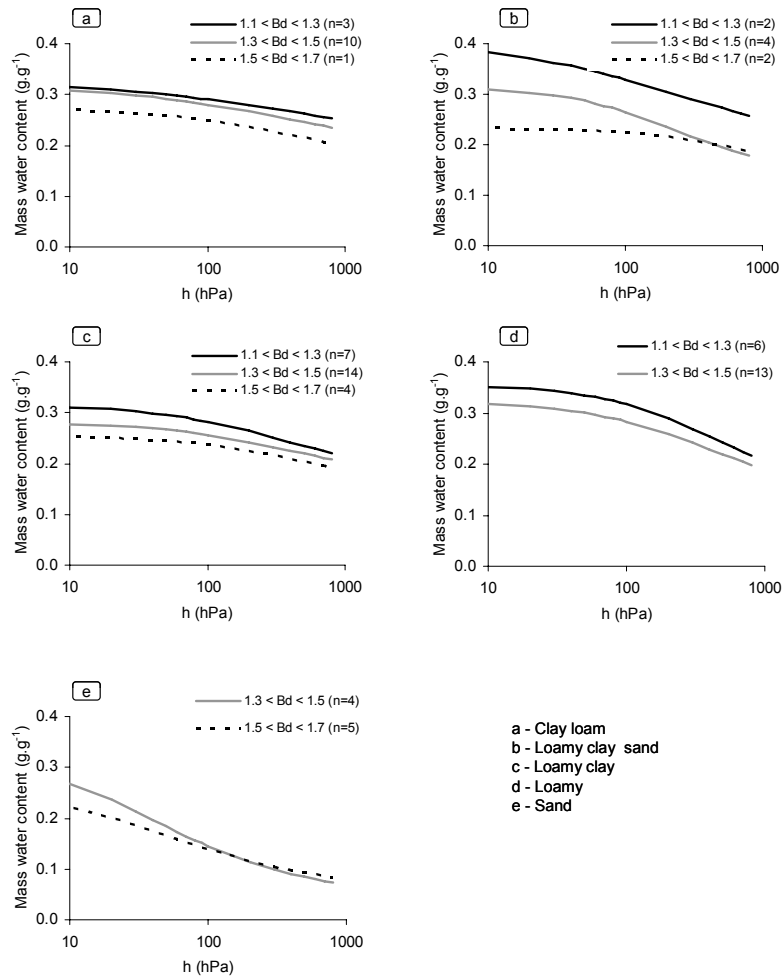 a
1.1 < Bd < 1.3 (n=3)
1.3 < Bd < 1.5 (n=10)
1.5 < Bd < 1.7 (n=1)
Mass water content (g.g⁻¹)
0.4
0.3
0.2
0.1
0.0
10 100 1000
h (hPa)
b
1.1 < Bd < 1.3 (n=2)
1.3 < Bd < 1.5 (n=4)
1.5 < Bd < 1.7 (n=2)
Mass water content (g.g⁻¹)
0.4
0.3
0.2
0.1
0.0
10 100 1000
h (hPa)
c
1.1 < Bd < 1.3 (n=7)
1.3 < Bd < 1.5 (n=14)
1.5 < Bd < 1.7 (n=4)
Mass water content (g.g⁻¹)
0.4
0.3
0.2
0.1
0.0
10 100 1000
h (hPa)
d
1.1 < Bd < 1.3 (n=6)
1.3 < Bd < 1.5 (n=13)
Mass water content (g.g⁻¹)
0.4
0.3
0.2
0.1
0.0
10 100 1000
h (hPa)
e
1.3 < Bd < 1.5 (n=4)
1.5 < Bd < 1.7 (n=5)
Mass water content (g.g⁻¹)
0.4
0.3
0.2
0.1
0.0
10 100 1000
h (hPa)
a - Clay loam
b - Loamy clay sand
c - Loamy clay
d - Loamy
e - Sand